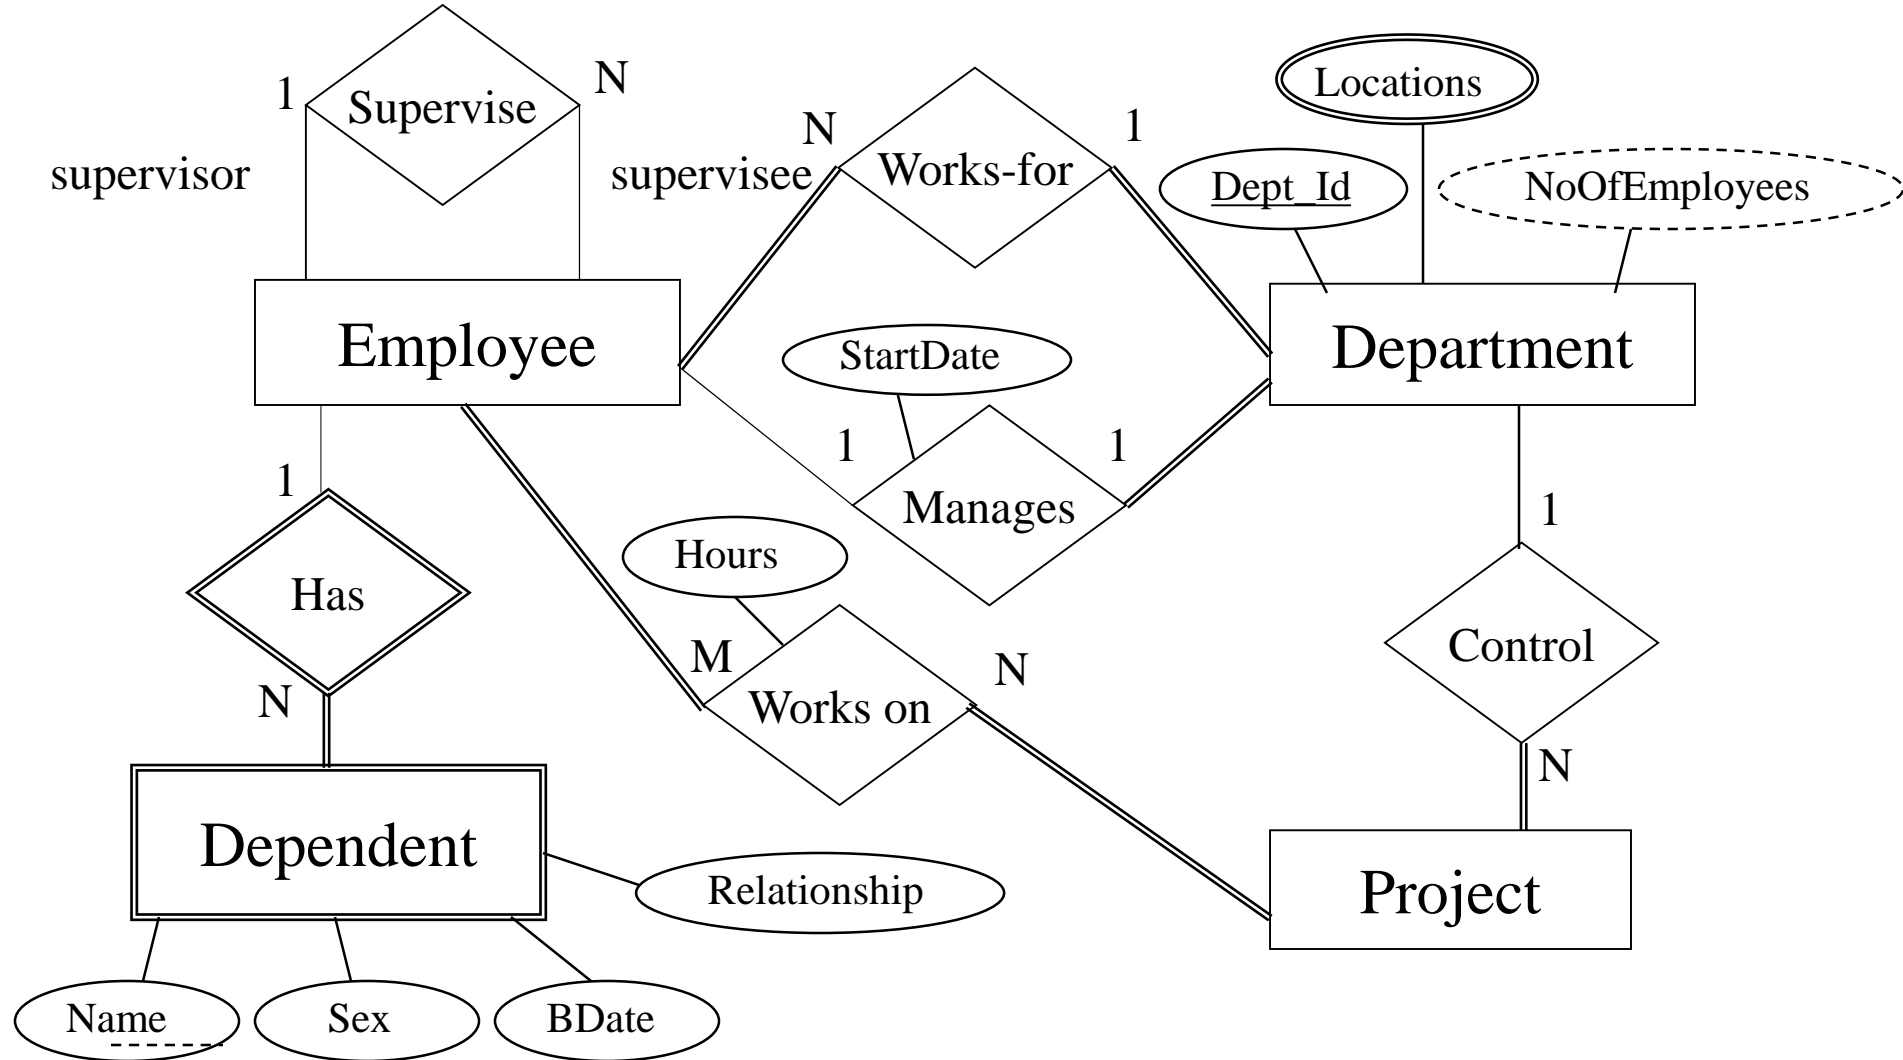 1
Supervise
N
supervisor
supervisee
N
Works-for
1
Locations
Dept_Id
NoOfEmployees
Employee
StartDate
Department
1
Manages
1
1
Has
N
Hours
M
Works on
N
1
Control
N
Dependent
Relationship
Project
Name
Sex
BDate